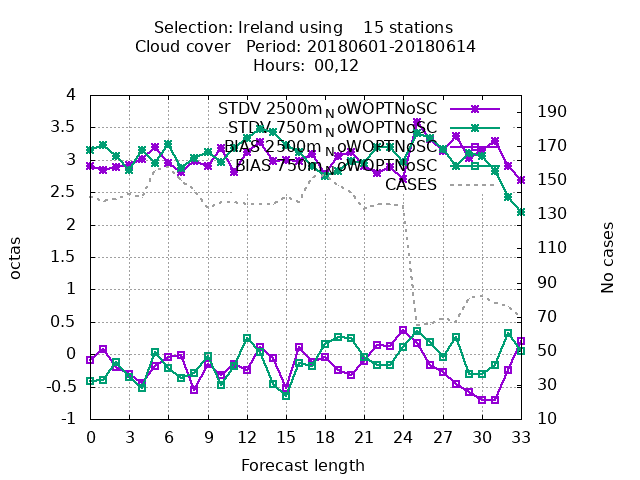 Selection: Ireland using    15 stations
Cloud cover   Period: 20180601-20180614
Hours:  00,12
STDV 2500m_NoWOPTNoSC
STDV 750m_NoWOPTNoSC
BIAS 2500m_NoWOPTNoSC
BIAS 750m_NoWOPTNoSC
CASES
4
3.5
3
2.5
2
1.5
1
0.5
0
-0.5
-1
octas
190
170
150
130
110
90
70
50
30
10
No cases
0 3 6 9 12 15 18 21 24 27 30 33
Forecast length